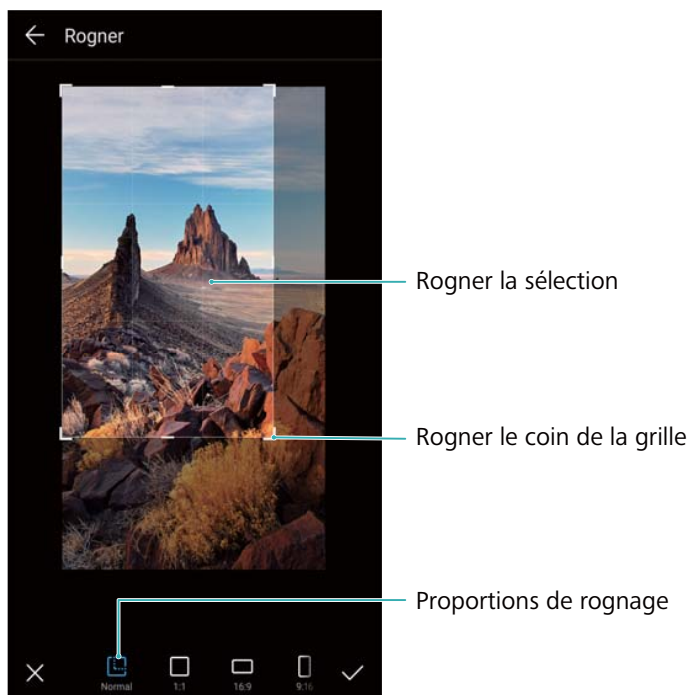 Rogner
Rogner la sélection
Rogner le coin de la grille
Proportions de rognage
Normal
1:1
16:9
9:16